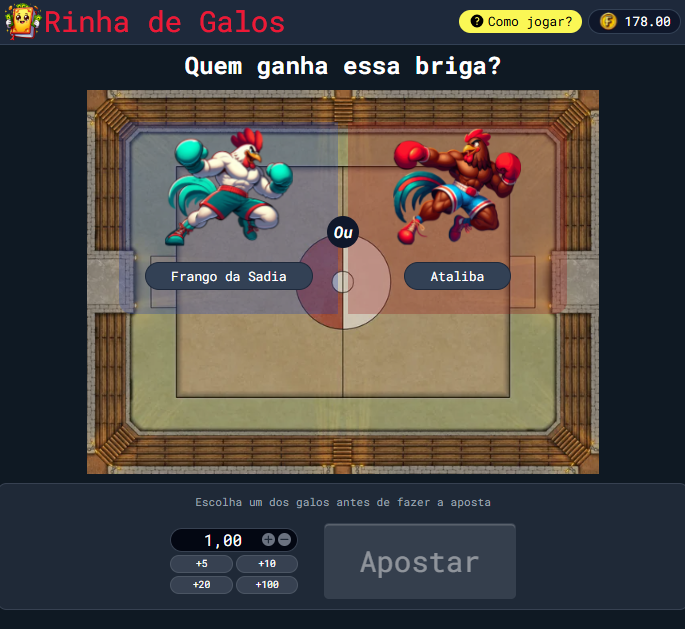 Rinha de Galos
Como jogar?
178.00
Quem ganha essa briga?
Ou
Frango da Sadia
Ataliba
Escolha um dos galos antes de fazer a aposta
1,00
+5
+10
+20
+100
Apostar